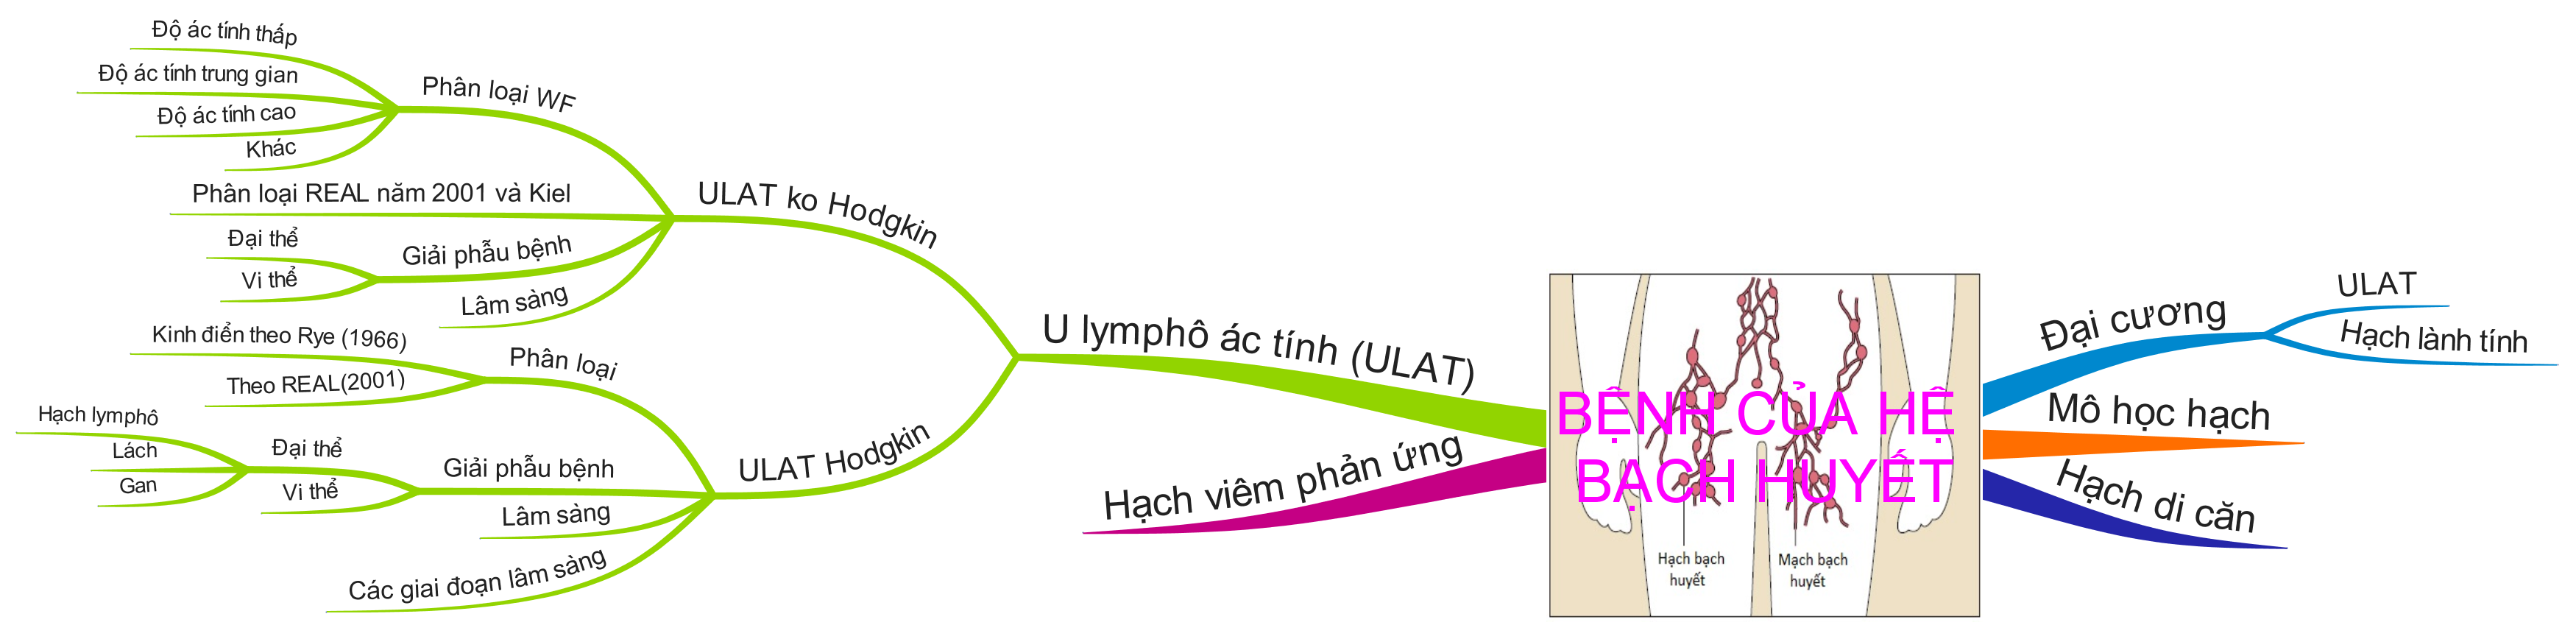 Độ ác tính thấp
Độ ác tính trung gian
Độ ác tính cao
Khác
Phân loại WF
Phân loại REAL năm 2001 và Kiel
Đại thể
Vi thể
Giải phẫu bệnh
Lâm sàng
ULAT ko Hodgkin
Kinh điển theo Rye (1966)
Theo REAL(2001)
Phân loại
Hạch lymphô
Lách
Gan
Đại thể
Vi thể
Giải phẫu bệnh
Lâm sàng
Các giai đoạn lâm sàng
ULAT Hodgkin
U lymphô ác tính (ULAT)
Hạch viêm phản ứng
BỆNH CỦA HỆ
BẠCH HUYẾT
Hạch bạch
huyết
Mạch bạch
huyết
Đại cương
ULAT
Hạch lành tính
Mô học hạch
Hạch di căn